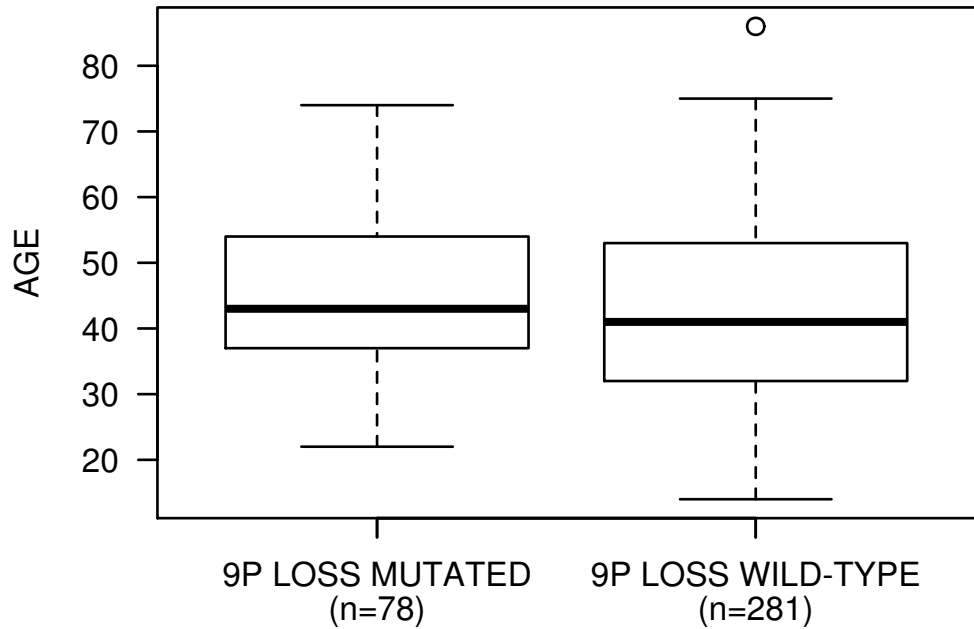 80
70
60
50
40
30
20
AGE
9P LOSS MUTATED
(n=78)
9P LOSS WILD-TYPE
(n=281)